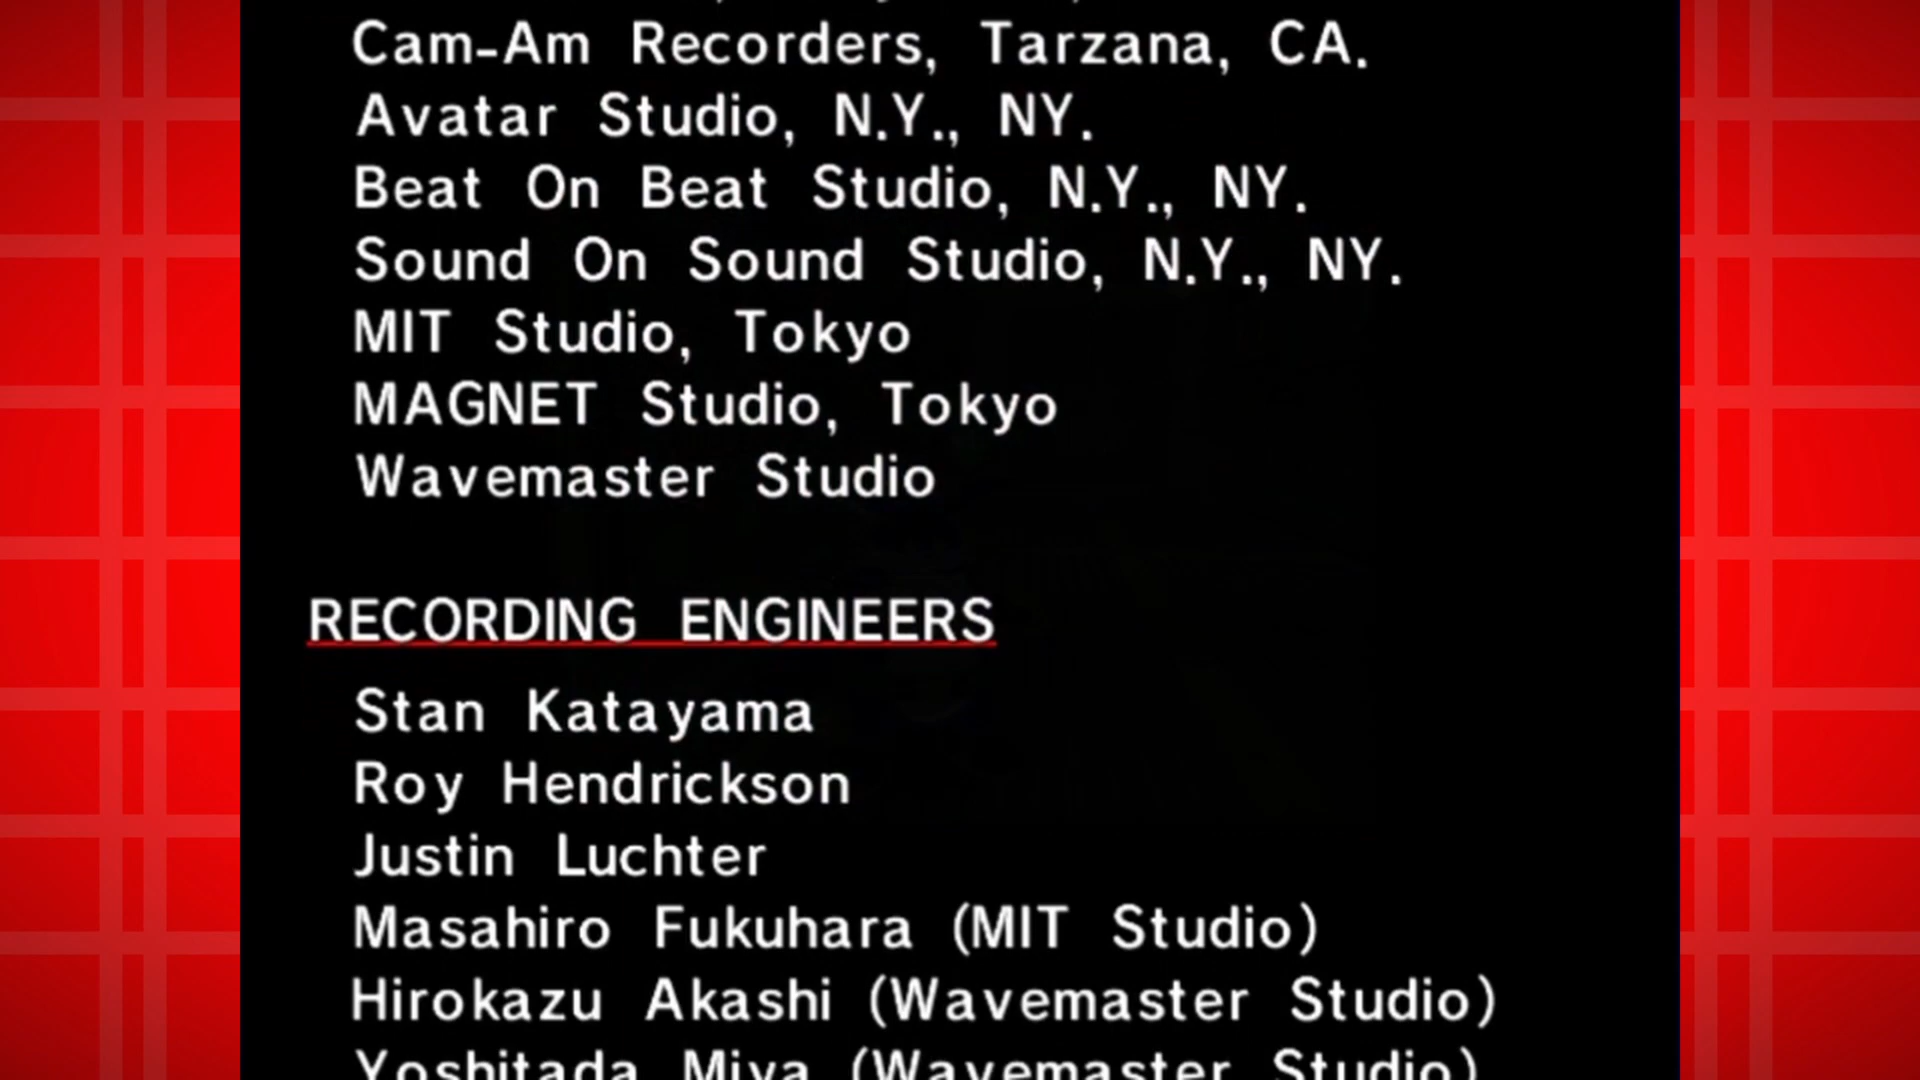 Cam-Am Recorders, Tarzana, CA.
Avatar Studio, N.Y., NY.
Beat On Beat Studio, N.Y., NY.
Sound On Sound Studio, N.Y., NY.
MIT Studio, Tokyo
MAGNET Studio, Tokyo
Wavemaster Studio
RECORDING ENGINEERS
Stan Katayama
Roy Hendrickson
Justin Luchter
Masahiro Fukuhara (MIT Studio)
Hirokazu Akashi (Wavemaster Studio)
Yoshitada Miya (Wavemaster Studio)